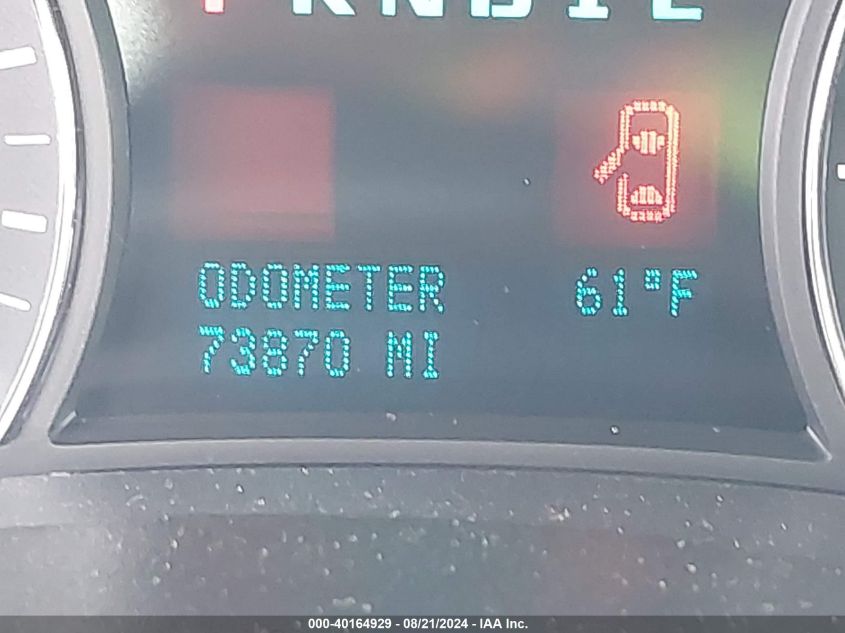 ODOMETER 61°F
73870 MI
000-40164929 - 08/21/2024 - IAA Inc.